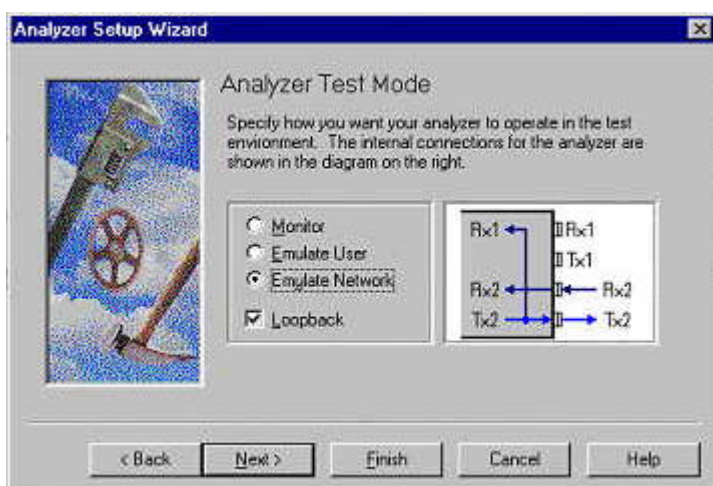 Analyzer Setup Wizard
Analyzer Test Mode
Specify how you want your analyzer to operate in the test
environment. The internal connections for the analyzer are
shown in the diagram on the right.
Monitor
Emulate User
Emulate Network
Loopback
Rx1 Rx1
Tx1
Rx2 Rx2
Tx2 Tx2
< Back Next > Finish Cancel Help